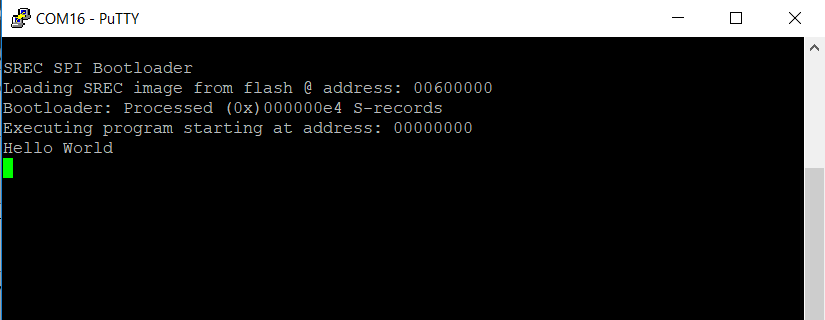 COM16 - PuTTY
SREC SPI Bootloader
Loading SREC image from flash @ address: 00600000
Bootloader: Processed (0x)000000e4 S-records
Executing program starting at address: 00000000
Hello World